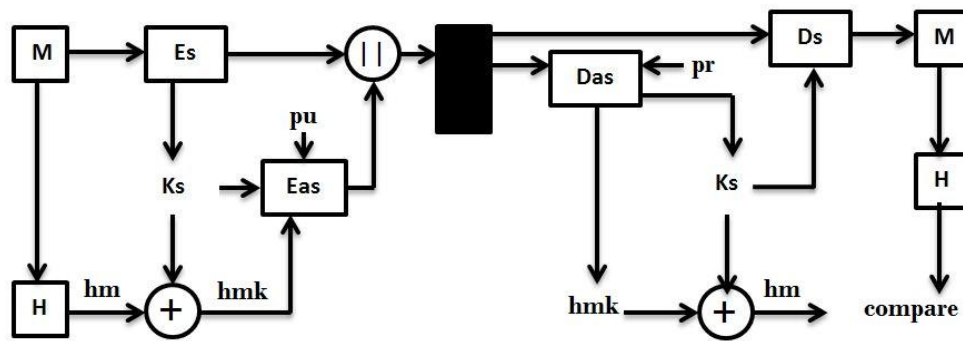 M Es || Ds M
Das pr
pu
Ks Eas Ks H
H hm + hmk hmk + hm compare